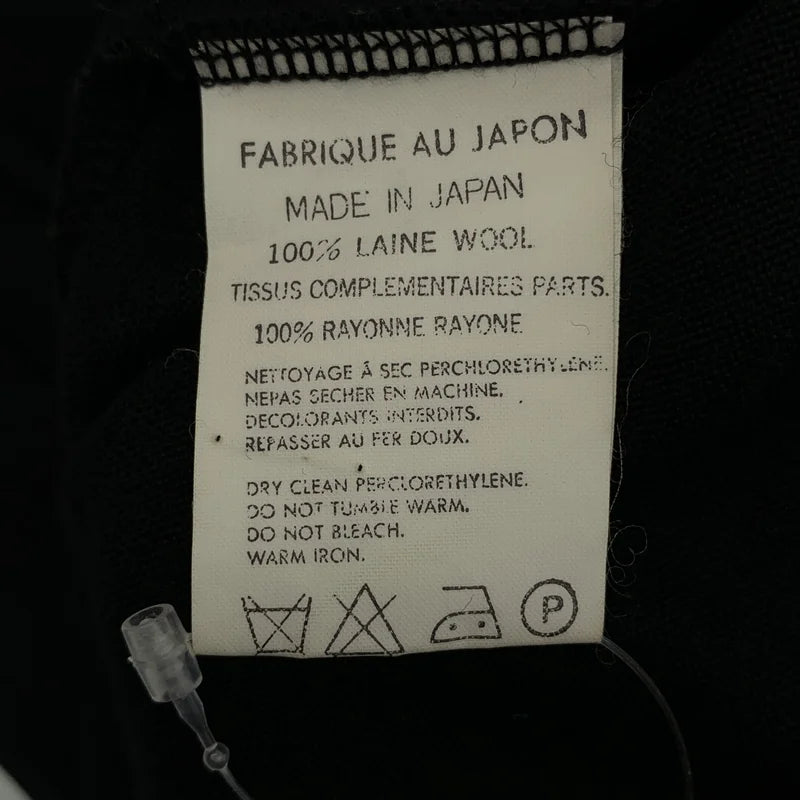 FABRIQUE AU JAPON
MADE IN JAPAN
100% LAINE WOOL
TISSUS COMPLEMENTAIRES PARTS.
100% RAYONNE RAYONE
NETTOYAGE À SEC PERCHLORETHYLENE.
NEPAS SECHER EN MACHINE.
DECOLORANTS INTERDITS.
REPASSER AU FER DOUX.
DRY CLEAN PERCLORETHYLENE.
DO NOT TUMBLE WARM.
DO NOT BLEACH.
WARM IRON.
P